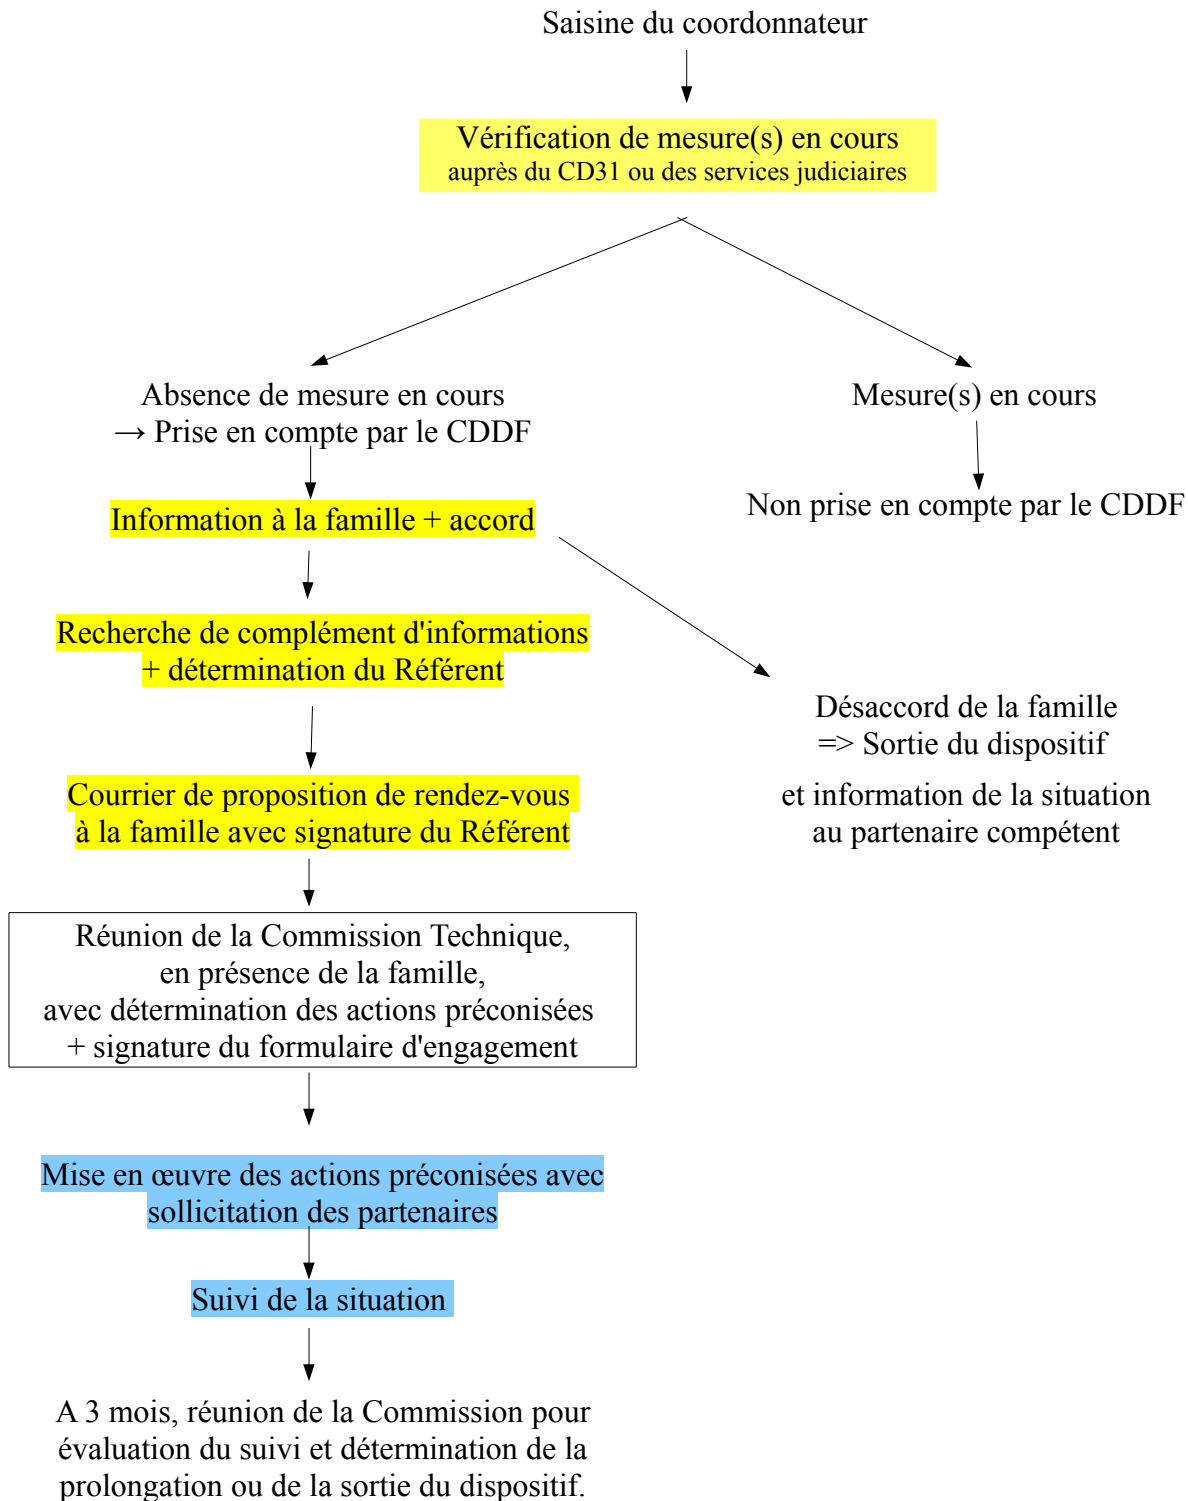 Saisine du coordonnateur
Vérification de mesure(s) en cours
auprès du CD31 ou des services judiciaires
Absence de mesure en cours
→ Prise en compte par le CDDF
Mesure(s) en cours
Non prise en compte par le CDDF
Information à la famille + accord
Recherche de complément d'informations
+ détermination du Référent
Désaccord de la famille
=> Sortie du dispositif
et information de la situation
au partenaire compétent
Courrier de proposition de rendez-vous
à la famille avec signature du Référent
Réunion de la Commission Technique,
en présence de la famille,
avec détermination des actions préconisées
+ signature du formulaire d'engagement
Mise en œuvre des actions préconisées avec
sollicitation des partenaires
Suivi de la situation
A 3 mois, réunion de la Commission pour
évaluation du suivi et détermination de la
prolongation ou de la sortie du dispositif.